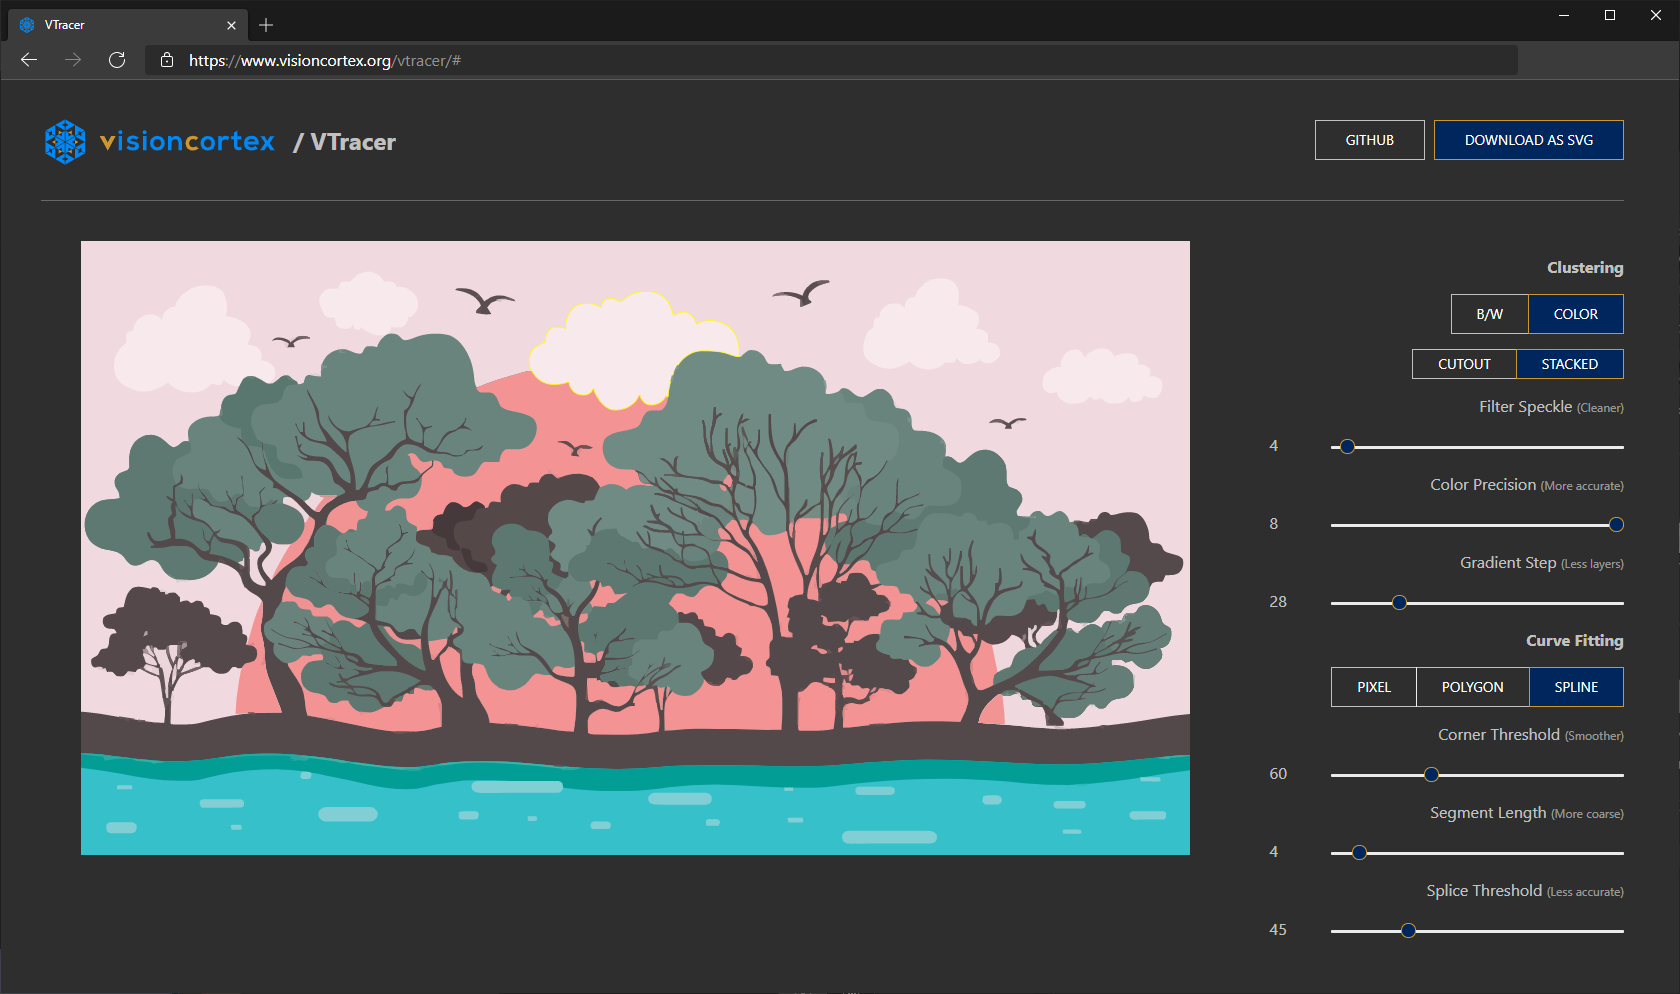 VTracer
https://www.visioncortex.org/vtracer/#
visioncortex / VTracer
GITHUB
DOWNLOAD AS SVG
Clustering
B/W
COLOR
CUTOUT
STACKED
Filter Speckle (Cleaner)
4
Color Precision (More accurate)
8
Gradient Step (Less layers)
28
Curve Fitting
PIXEL
POLYGON
SPLINE
Corner Threshold (Smoother)
60
Segment Length (More coarse)
4
Splice Threshold (Less accurate)
45